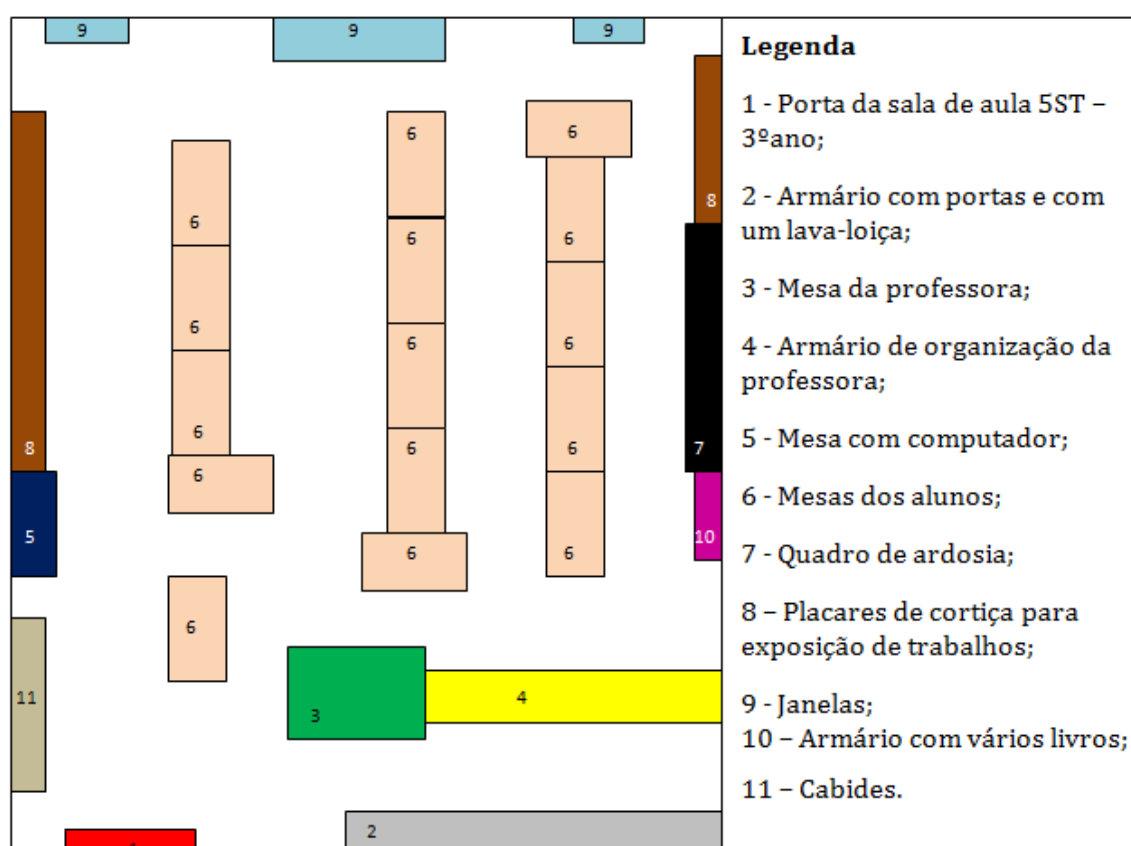 9 9 9
6 6
8
6
6 6
6
6 6
6
8 6 6 7
6
5 10
6 6
6
11 4
3
2
Legenda
1 - Porta da sala de aula 5ST –
3ºano;
2 - Armário com portas e com
um lava-loiça;
3 - Mesa da professora;
4 - Armário de organização da
professora;
5 - Mesa com computador;
6 - Mesas dos alunos;
7 - Quadro de ardosia;
8 – Placares de cortiça para
exposição de trabalhos;
9 - Janelas;
10 – Armário com vários livros;
11 – Cabides.